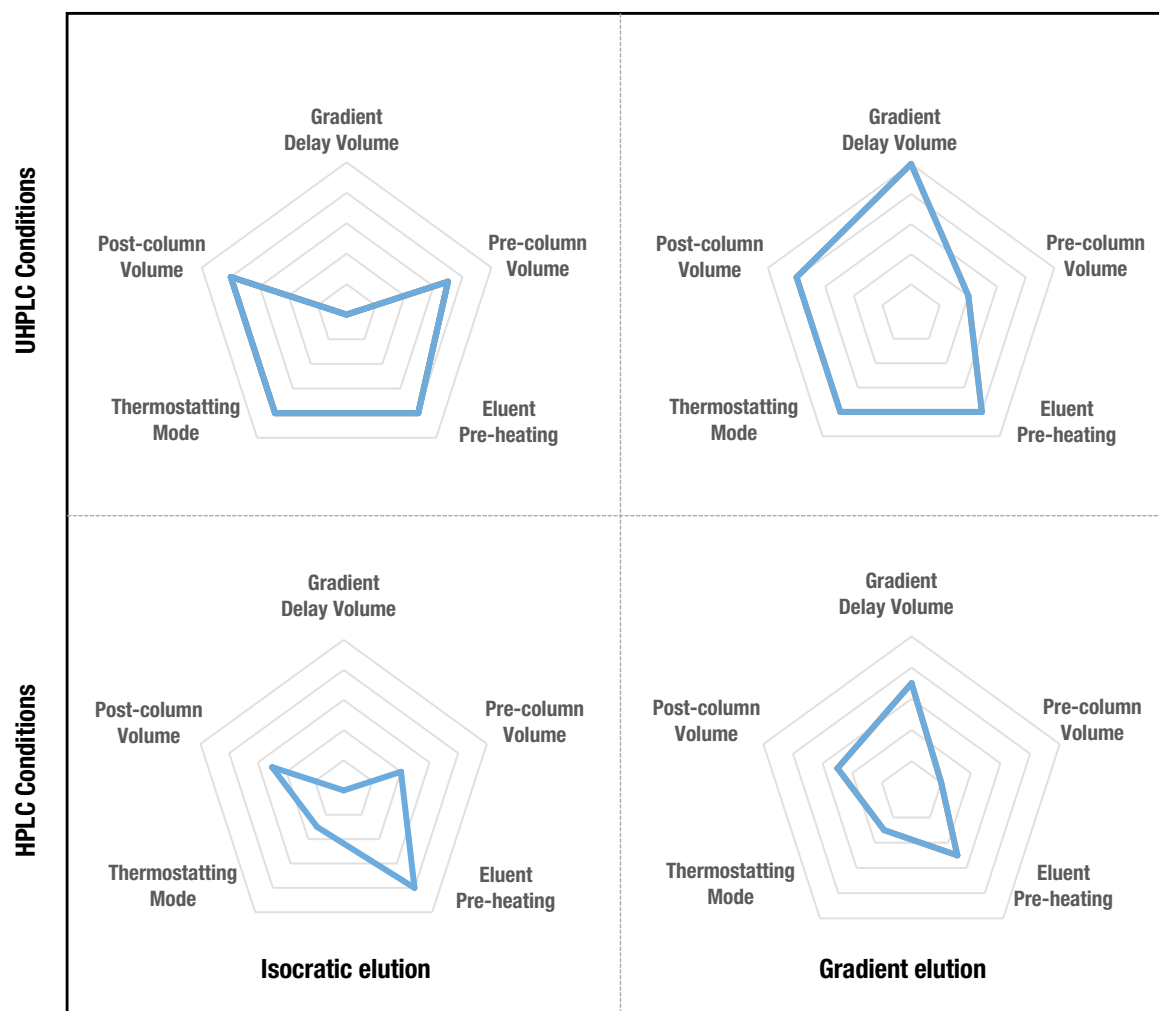 UHPLC Conditions
Gradient
Delay Volume
Post-column
Volume
Pre-column
Volume
Thermostatting
Mode
Eluent
Pre-heating
Gradient
Delay Volume
Post-column
Volume
Pre-column
Volume
Thermostatting
Mode
Eluent
Pre-heating
HPLC Conditions
Gradient
Delay Volume
Post-column
Volume
Pre-column
Volume
Thermostatting
Mode
Eluent
Pre-heating
Gradient
Delay Volume
Post-column
Volume
Pre-column
Volume
Thermostatting
Mode
Eluent
Pre-heating
Isocratic elution
Gradient elution